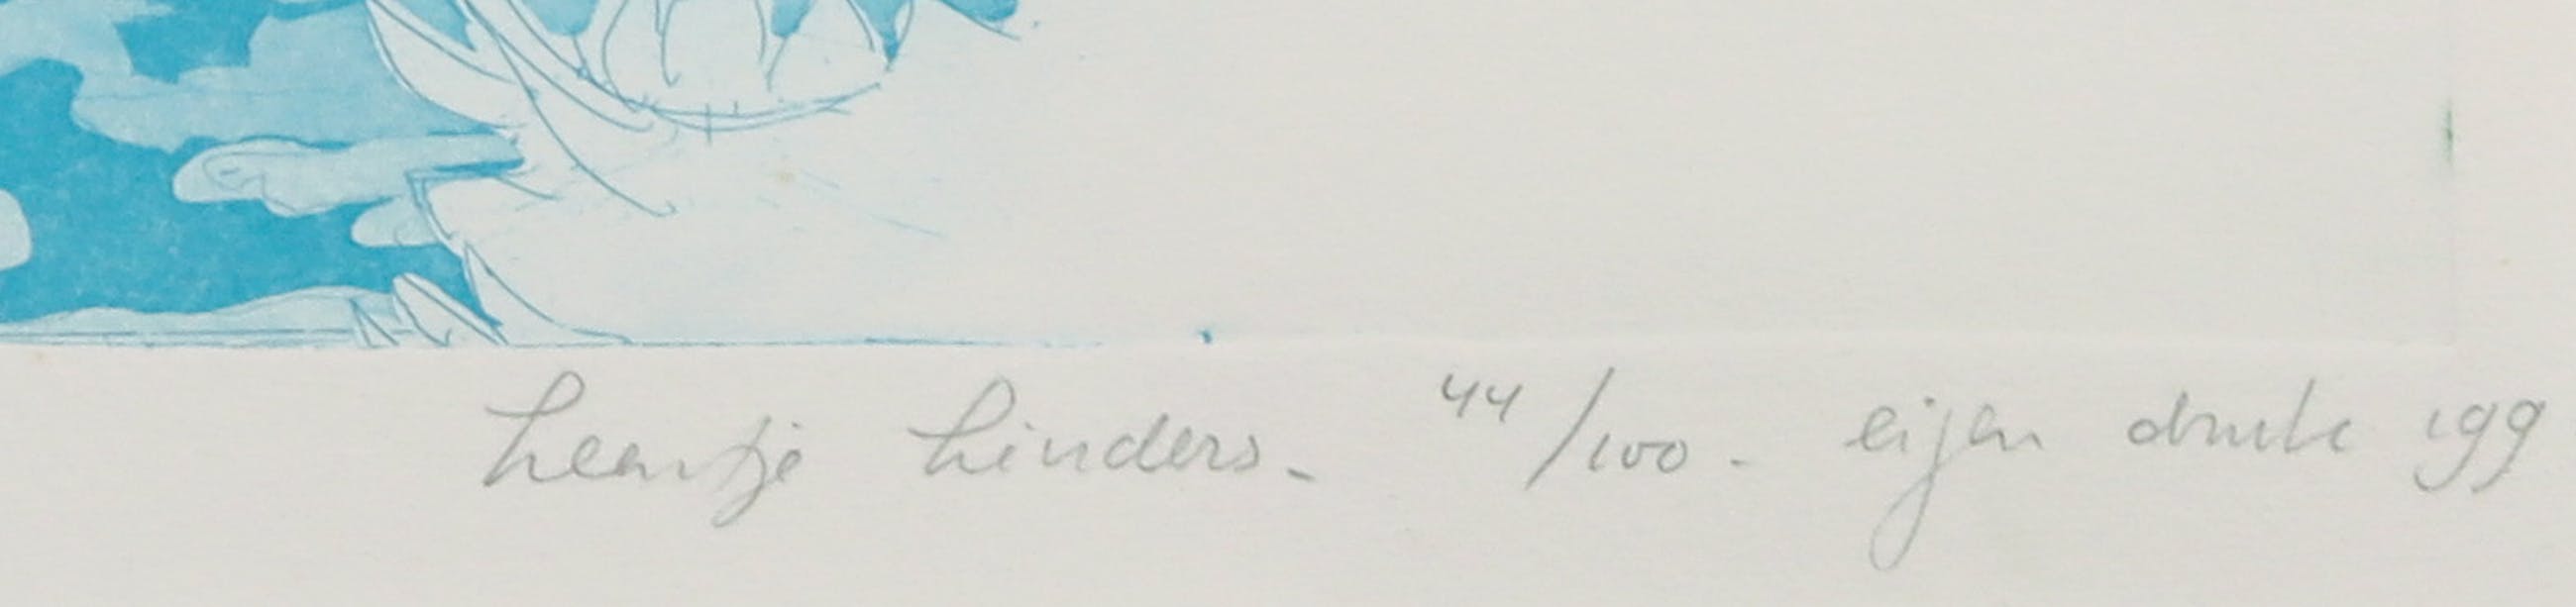 Leentje Linders. 44/100. eigen druk 199